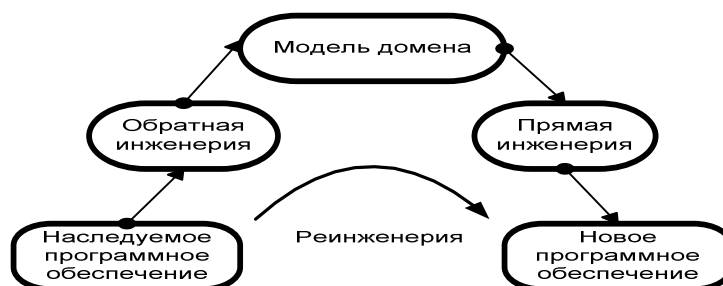 Модель домена
Обратная
инженерия
Прямая
инженерия
Наследуемое
программное
обеспечение
Реинженерия
Новое
программное
обеспечение